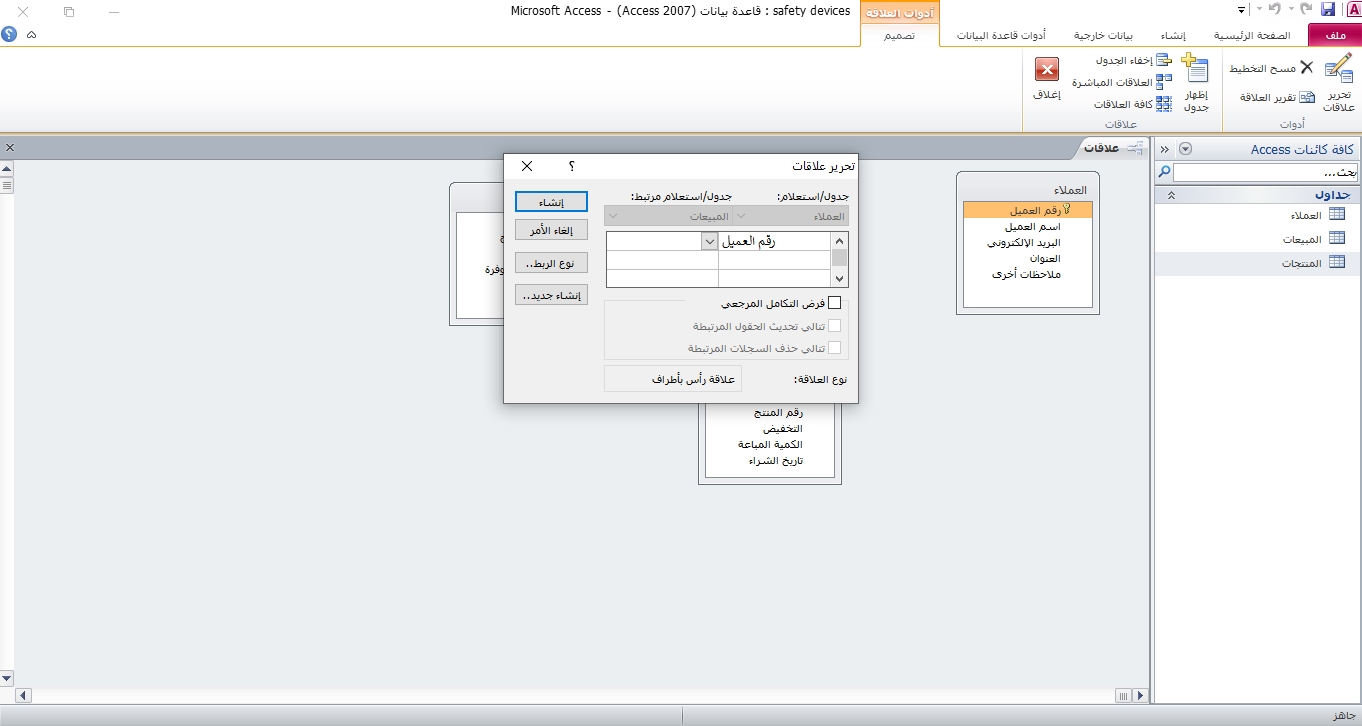 safety devices : قاعدة بيانات (Access 2007) - Microsoft Access
أدوات العلاقة
ملف
الصفحة الرئيسية
إنشاء
بيانات خارجية
أدوات قاعدة البيانات
تصميم
تحرير علاقات
مسح التخطيط
تقرير العلاقة
أدوات
إظهار جدول
إخفاء الجدول
العلاقات المباشرة
كافة العلاقات
علاقات
إغلاق
كافة كائنات Access
بحث...
جداول
العملاء
المبيعات
المنتجات
علاقات
العملاء
رقم العميل
اسم العميل
البريد الإلكتروني
العنوان
ملاحظات أخرى
تحرير علاقات
؟
جدول/استعلام:
جدول/استعلام مرتبط:
العملاء
المبيعات
رقم العميل
فرض التكامل المرجعي
تتالي تحديث الحقول المرتبطة
تتالي حذف السجلات المرتبطة
نوع العلاقة:
علاقة رأس بأطراف
إنشاء
إلغاء الأمر
نوع الربط..
إنشاء جديد..
رقم المنتج
التخفيض
الكمية المباعة
تاريخ الشراء
جاهز